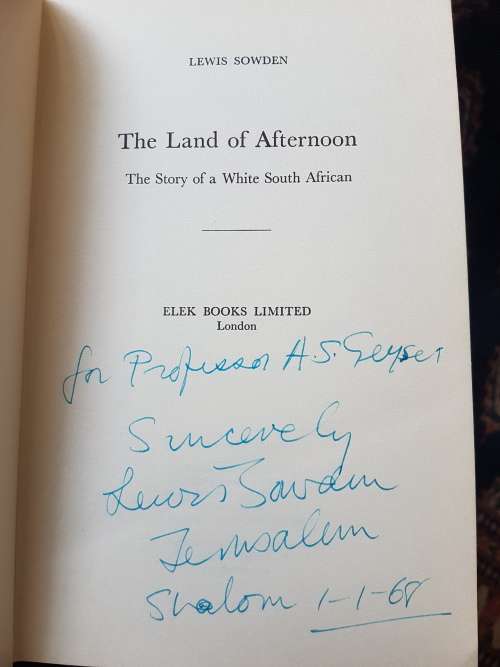 LEWIS SOWDEN
The Land of Afternoon
The Story of a White South African
ELEK BOOKS LIMITED
London
for Professor A.S. Geyser
Sincerely
Lewis Sowden
Jerusalem
Shalom 1-1-68